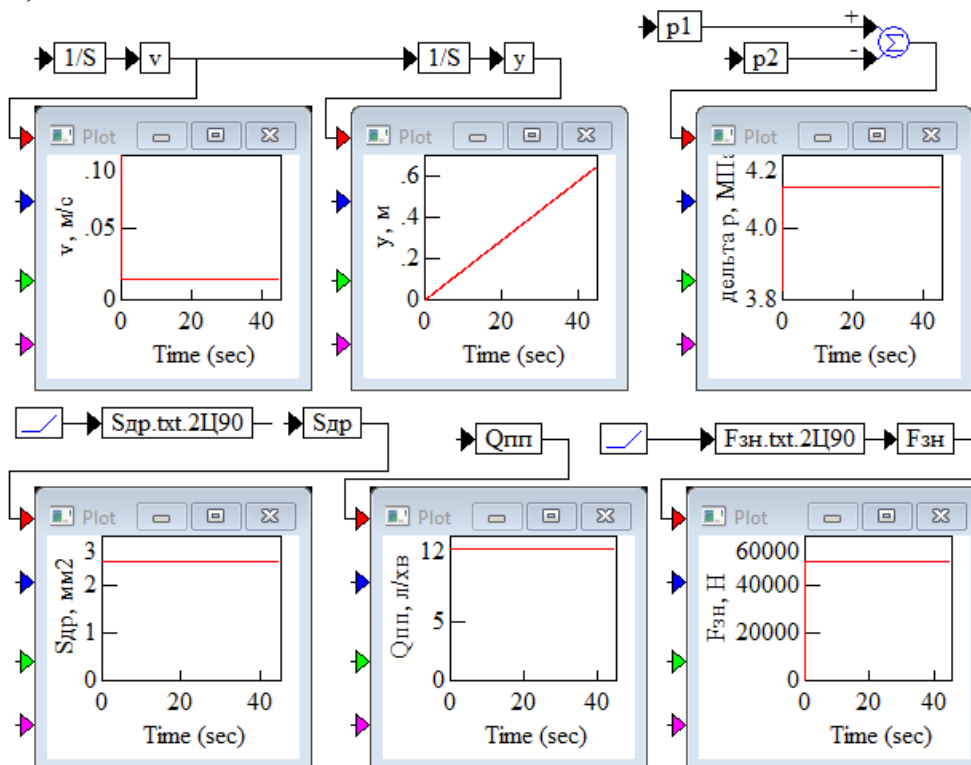 p1
+
1/S
v
1/S
y
p2
-
Σ
Plot
v, м/с
.10
.05
0
0 20 40
Time (sec)
Plot
y, м
.6
.4
.2
0
0 20 40
Time (sec)
Plot
дельта p, МПа
4.2
4.0
3.8
0 20 40
Time (sec)
Sдр.txt.2Ц90
Sдр
Qпп
Fзн.txt.2Ц90
Fзн
Plot
Sдр, мм2
3
2
1
0
0 20 40
Time (sec)
Plot
Qпп, л/хв
12
5
0
0 20 40
Time (sec)
Plot
Fзн, Н
60000
40000
20000
0
0 20 40
Time (sec)